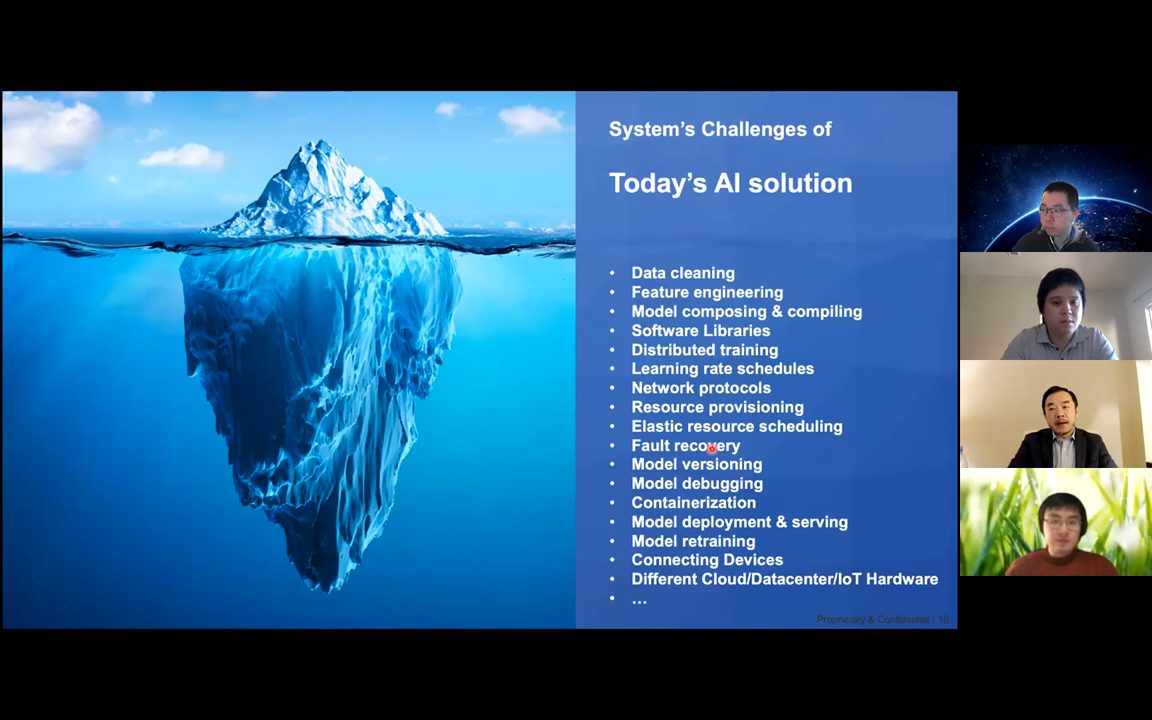 System's Challenges of
Today's AI solution
• Data cleaning
• Feature engineering
• Model composing & compiling
• Software Libraries
• Distributed training
• Learning rate schedules
• Network protocols
• Resource provisioning
• Elastic resource scheduling
• Fault recovery
• Model versioning
• Model debugging
• Containerization
• Model deployment & serving
• Model retraining
• Connecting Devices
• Different Cloud/Datacenter/IoT Hardware
• ...
Proprietary & Confidential | 10